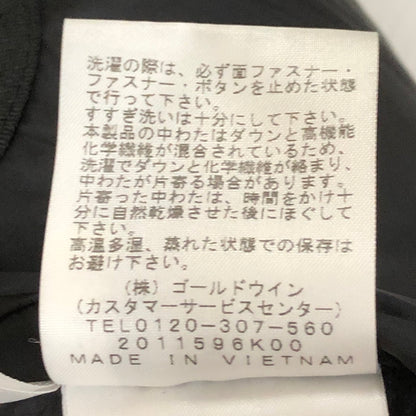 洗濯の際は、必ず面ファスナー・
ファスナー・ボタンを止めた状態
で行って下さい。
すすぎ洗いは十分にして下さい。
本製品の中わたはダウンと高機能
化学繊維が混合されているため、
洗濯でダウンと化学繊維が絡まり、
中わたが片寄る場合があります。
片寄った中わたは、時間をかけ十
分に自然乾燥させた後にほぐして
下さい。
高温多湿、蒸れた状態での保存は
お避け下さい。
(株)ゴールドウイン
(カスタマーサービスセンター)
TEL0120-307-560
2011596K00
MADE IN VIETNAM